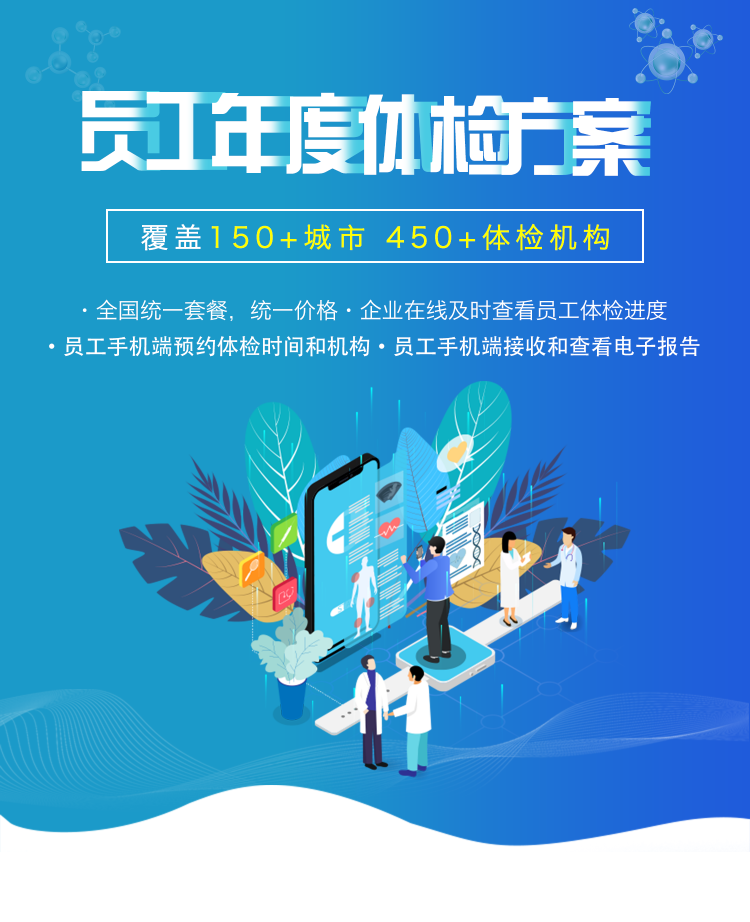 员工年度体检方案
覆盖150+城市 450+体检机构
·全国统一套餐，统一价格·企业在线及时查看员工体检进度
•员工手机端预约体检时间和机构•员工手机端接收和查看电子报告